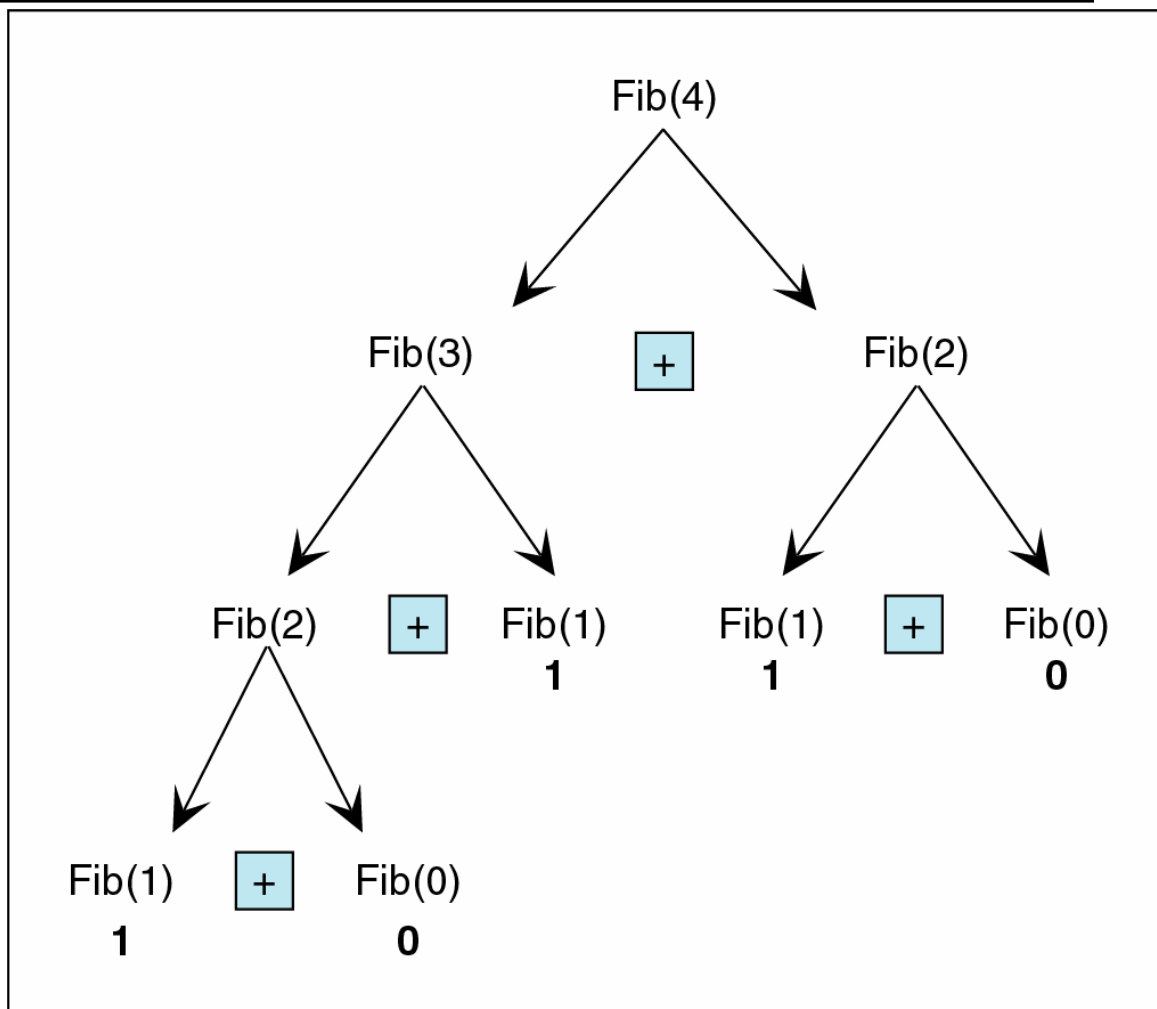 Fib(4)
Fib(3) + Fib(2)
Fib(2) + Fib(1) Fib(1) + Fib(0)
1 1 0
Fib(1) + Fib(0)
1 0